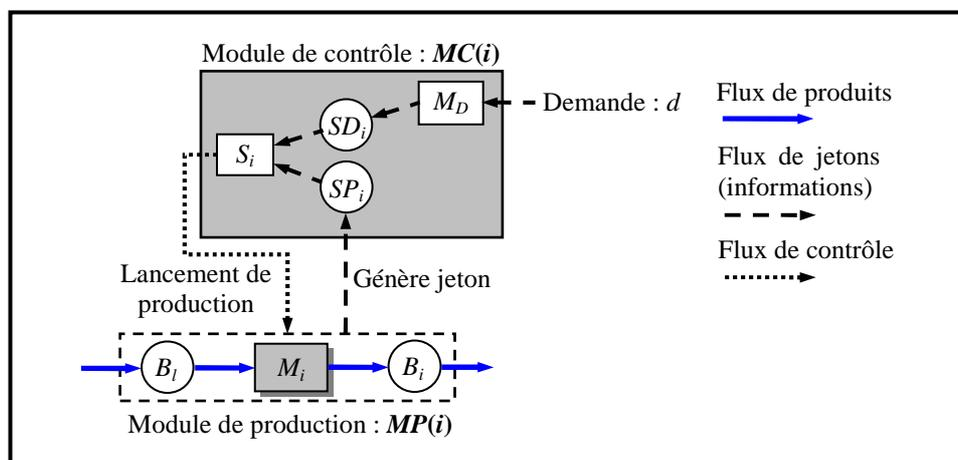 Module de contrôle : MC(i)
M_D
Demande : d
SD_i
S_i
SP_i
Flux de produits
Flux de jetons
(informations)
Flux de contrôle
Lancement de
production
Génère jeton
B_l
M_i
B_i
Module de production : MP(i)